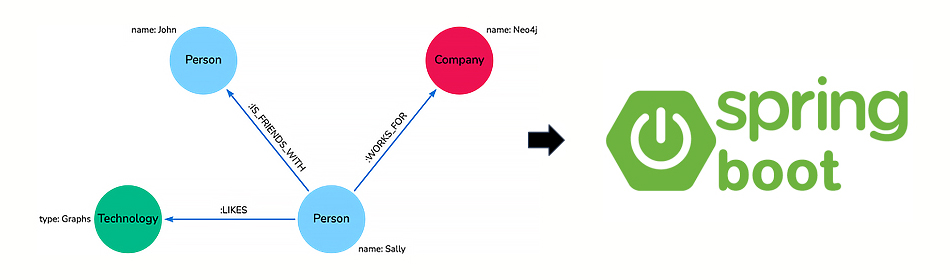 name: John
name: Neo4j
Person
Company
:IS_FRIENDS_WITH
:WORKS_FOR
type: Graphs
Technology
:LIKES
Person
name: Sally
spring
boot